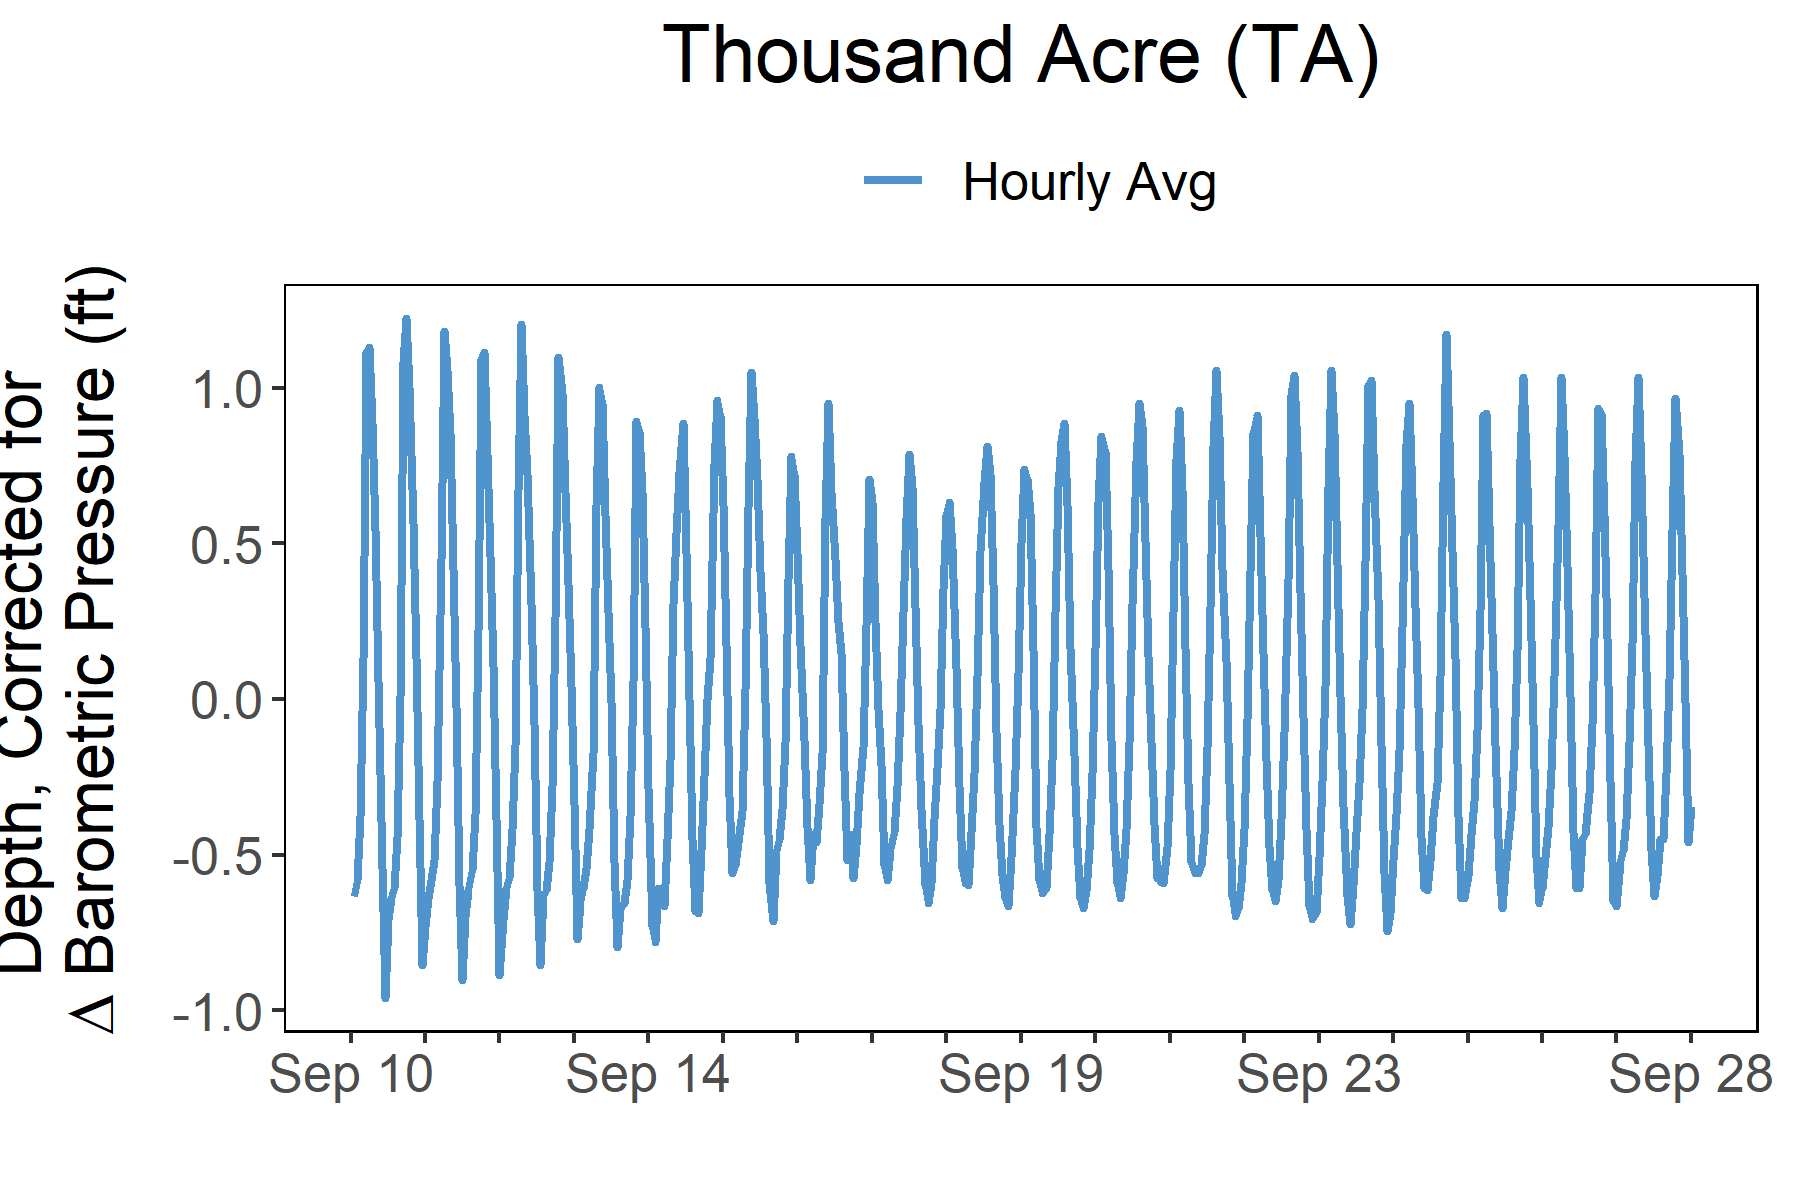 Thousand Acre (TA)
Hourly Avg
Depth, Corrected for
Δ Barometric Pressure (ft)
1.0
0.5
0.0
-0.5
-1.0
Sep 10 Sep 14 Sep 19 Sep 23 Sep 28